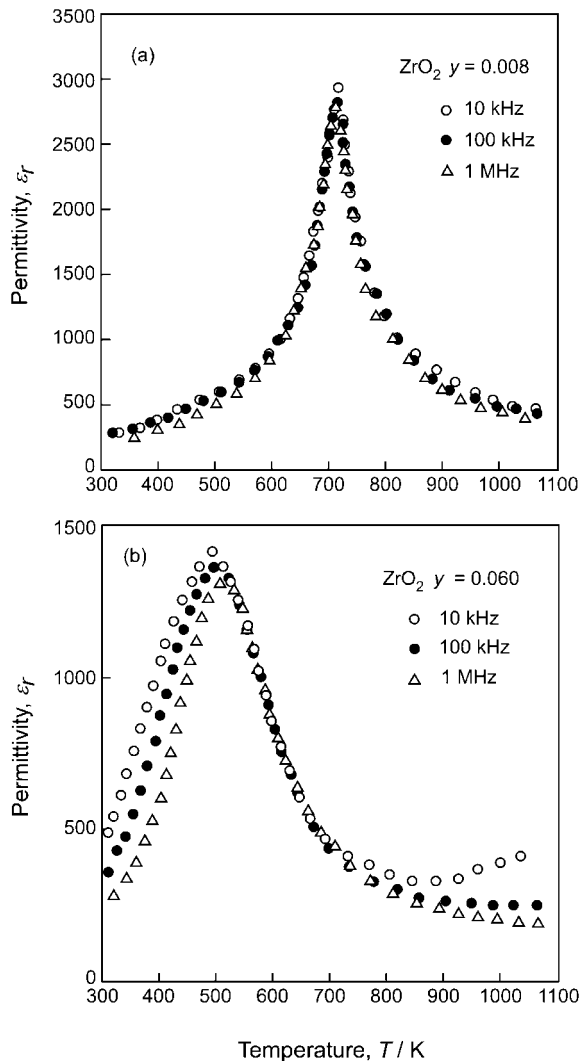 3500
(a)
ZrO2 y = 0.008
3000
10 kHz
2500
100 kHz
1 MHz
2000
Permittivity, εr
1500
1000
500
0
300 400 500 600 700 800 900 1000 1100
1500
(b)
ZrO2 y = 0.060
10 kHz
100 kHz
1000
1 MHz
Permittivity, εr
500
0
300 400 500 600 700 800 900 1000 1100
Temperature, T / K